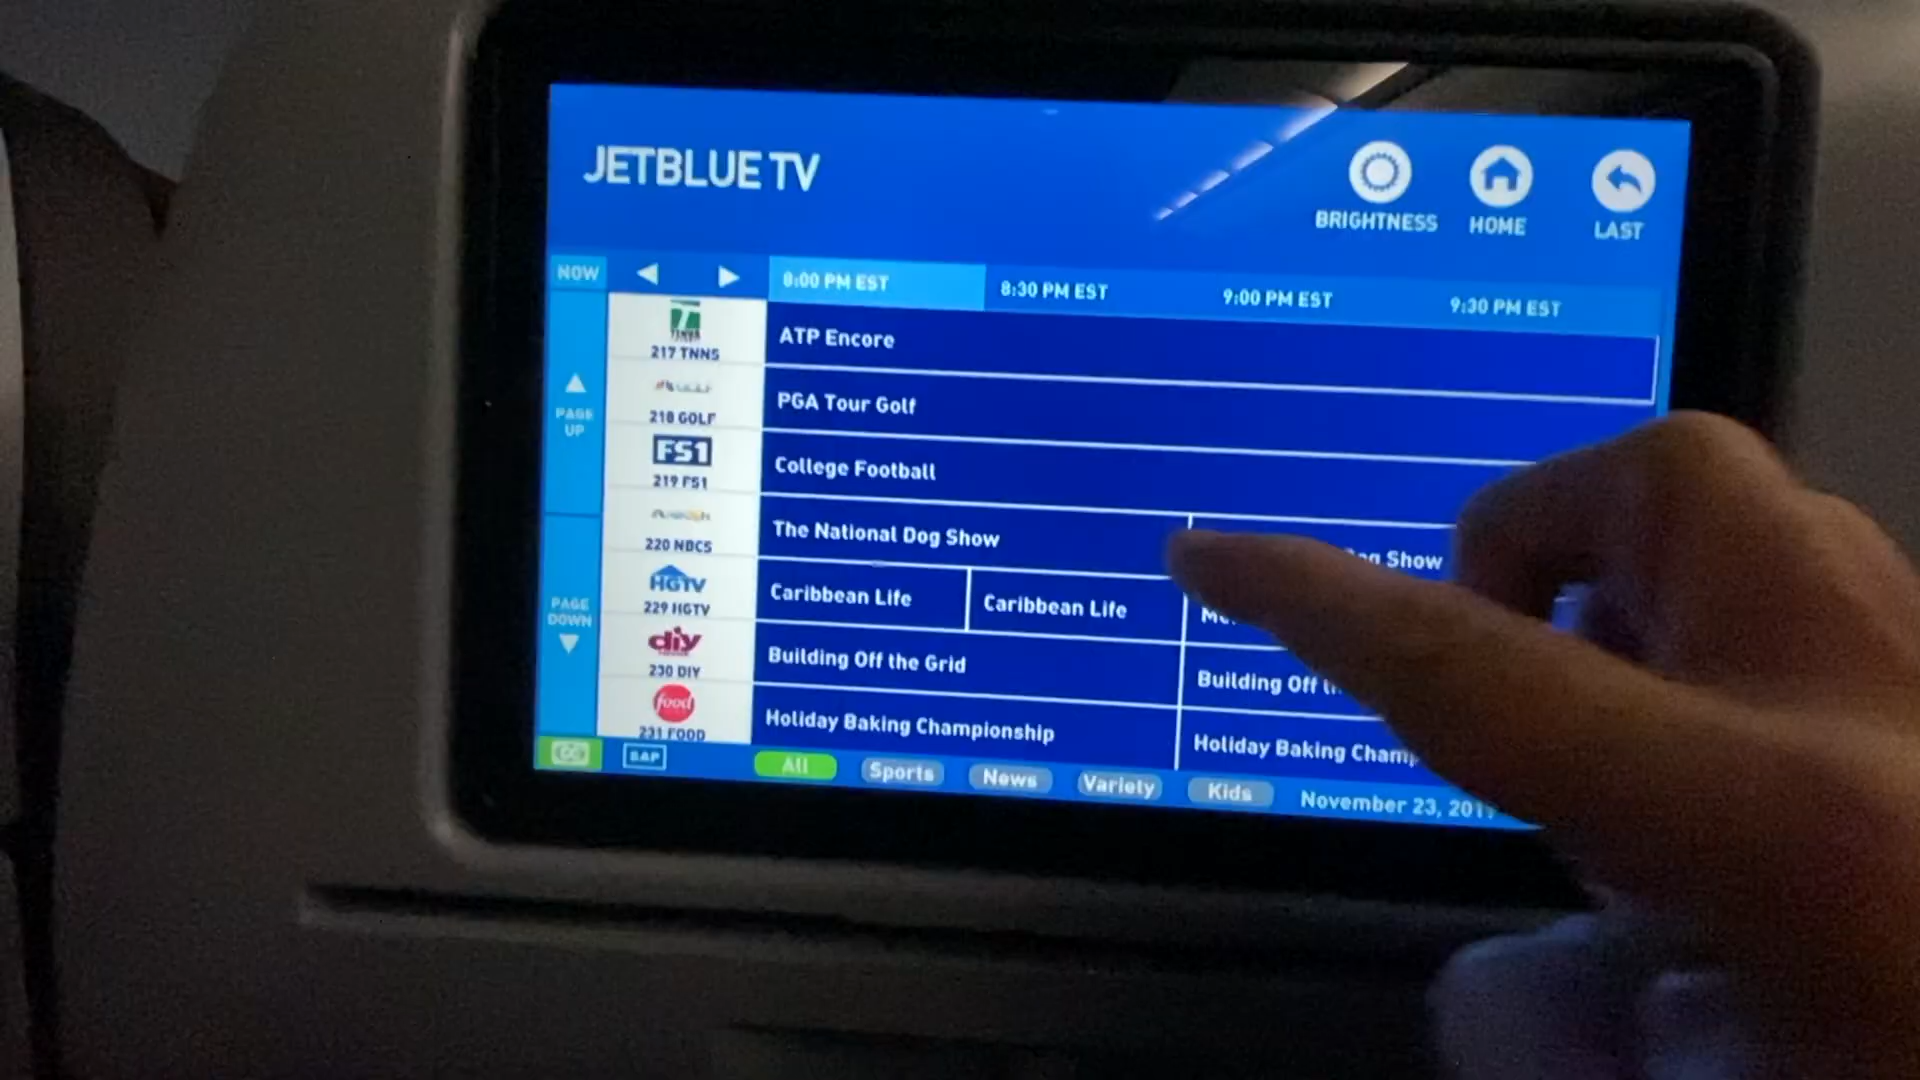 JETBLUE TV
BRIGHTNESS
HOME
LAST
NOW
8:00 PM EST
8:30 PM EST
9:00 PM EST
9:30 PM EST
217 TNNS
ATP Encore
218 GOLF
PGA Tour Golf
FS1
219 FS1
College Football
220 NBCS
The National Dog Show
Dog Show
HGTV
229 HGTV
Caribbean Life
Caribbean Life
diy
230 DIY
Building Off the Grid
Building Off
food
231 FOOD
Holiday Baking Championship
Holiday Baking Champ
PAGE
UP
PAGE
DOWN
CC
SAP
All
Sports
News
Variety
Kids
November 23, 2019